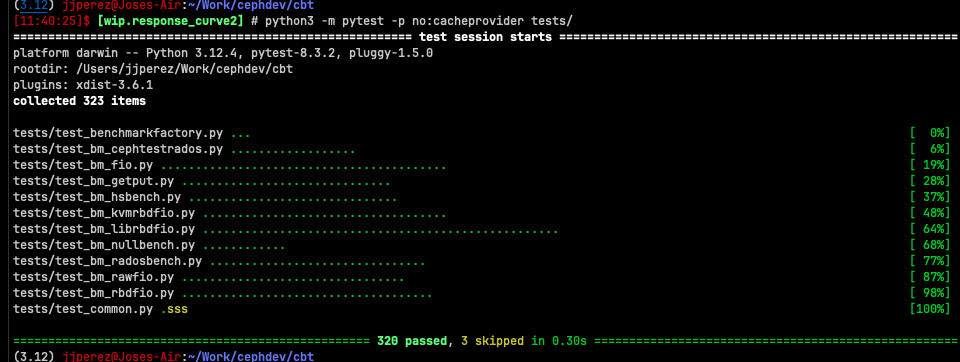 (3.12) jjperez@Joses-Air:~/Work/cephdev/cbt
[11:40:25]$ [wip.response_curve2] # python3 -m pytest -p no:cacheprovider tests/
====================================================== test session starts ======================================================
platform darwin -- Python 3.12.4, pytest-8.3.2, pluggy-1.5.0
rootdir: /Users/jjperez/Work/cephdev/cbt
plugins: xdist-3.6.1
collected 323 items
tests/test_benchmarkfactory.py ... [  0%]
tests/test_bm_cephtestrados.py .................. [  6%]
tests/test_bm_fio.py ......................................... [ 19%]
tests/test_bm_getput.py .............................. [ 28%]
tests/test_bm_hsbench.py .............................. [ 37%]
tests/test_bm_kvmrbdfio.py ................................... [ 48%]
tests/test_bm_librbdfio.py ................................................... [ 64%]
tests/test_bm_nullbench.py ............ [ 68%]
tests/test_bm_radosbench.py ............................... [ 77%]
tests/test_bm_rawfio.py ................................ [ 87%]
tests/test_bm_rbdfio.py .................................... [ 98%]
tests/test_common.py .sss [100%]
=================================================== 320 passed, 3 skipped in 0.30s ====================================================
(3.12) jjperez@Joses-Air:~/Work/cephdev/cbt